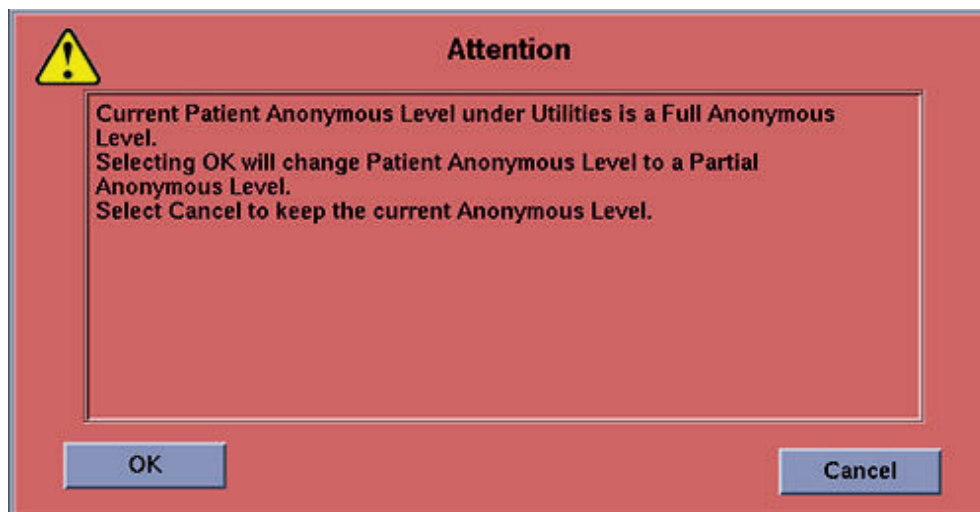 Attention
Current Patient Anonymous Level under Utilities is a Full Anonymous
Level.
Selecting OK will change Patient Anonymous Level to a Partial
Anonymous Level.
Select Cancel to keep the current Anonymous Level.
OK
Cancel